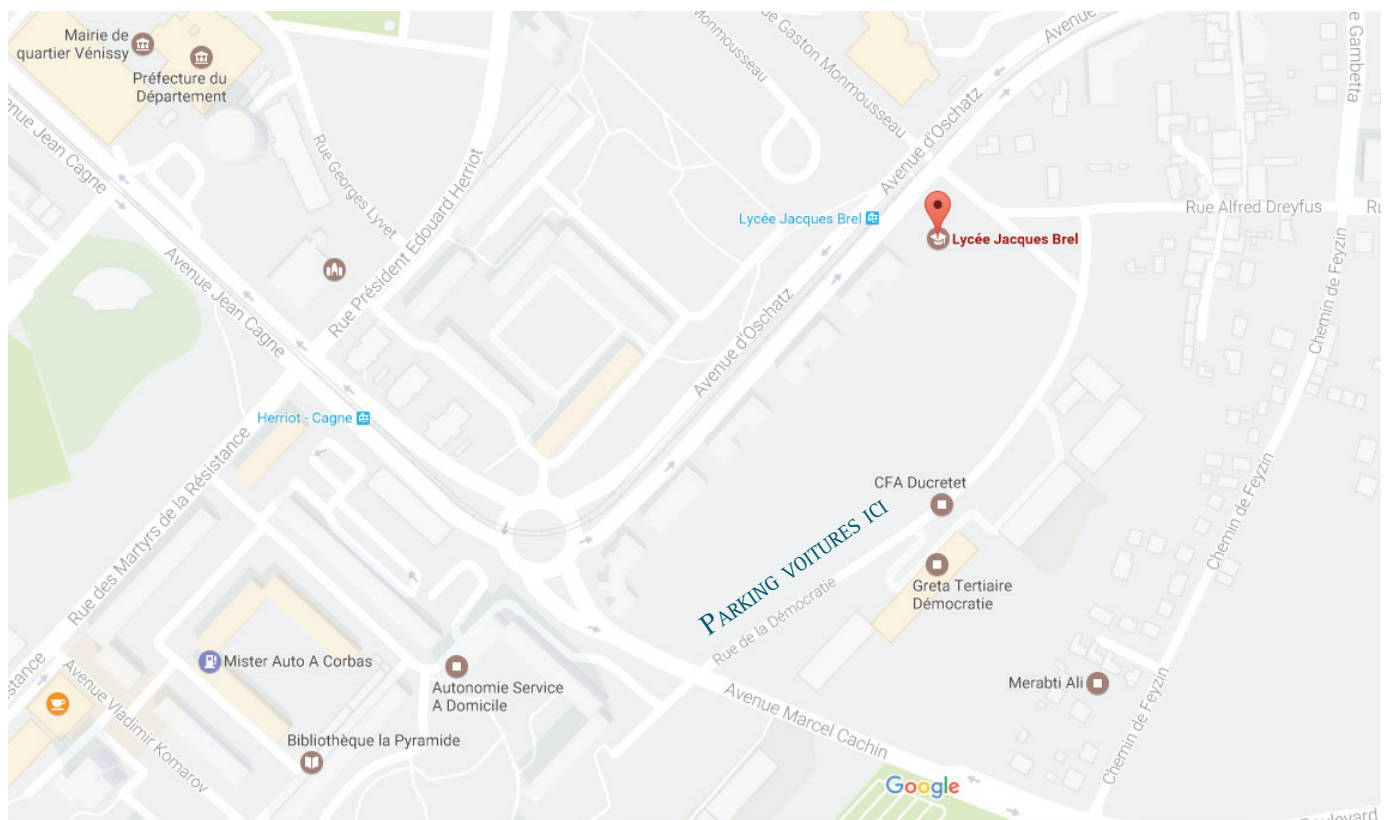 Mairie de
quartier Vénissy
Préfecture du
Département
Avenue Jean Cagne
Rue Georges Lyvet
Rue Président Edouard Herriot
Monmousseau
Rue de Gaston Monmousseau
Avenue
Avenue d'Oschatz
e Gambetta
Lycée Jacques Brel
Lycée Jacques Brel
Rue Alfred Dreyfus
Ru
Avenue Jean Cagne
Avenue d'Oschatz
Chemin de Feyzin
Herriot - Cagne
Rue des Martyrs de la Résistance
CFA Ducretet
PARKING VOITURES ICI
Chemin de Feyzin
Greta Tertiaire
Démocratie
Rue de la Démocratie
Mister Auto A Corbas
Autonomie Service
A Domicile
Merabti Ali
istance
Avenue Vladimir Komarov
Avenue Marcel Cachin
Bibliothèque la Pyramide
Chemin de Feyzin
Google
Boulevard